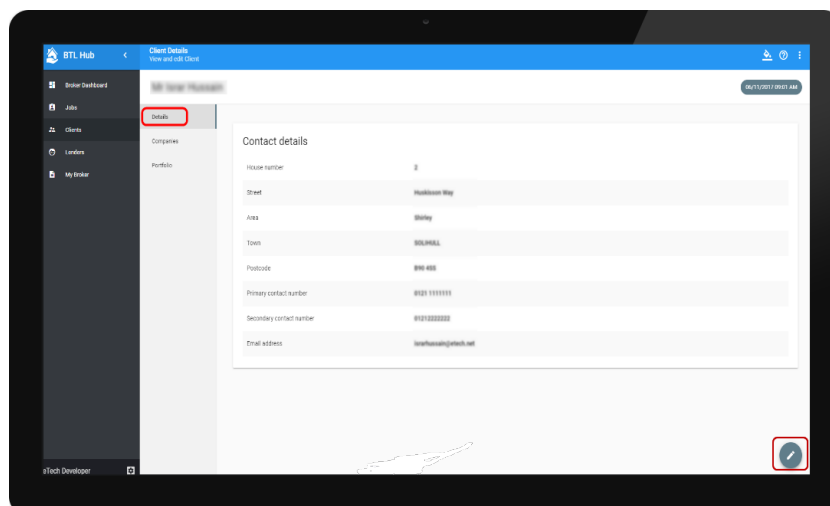 BTL Hub
Client Details
View and edit Client
Broker Dashboard
Jobs
Clients
Lenders
My Broker
06/11/2017 09:01 AM
Details
Companies
Portfolio
Contact details
House number
Street
Area
Town
Postcode
Primary contact number
Secondary contact number
Email address
eTech Developer